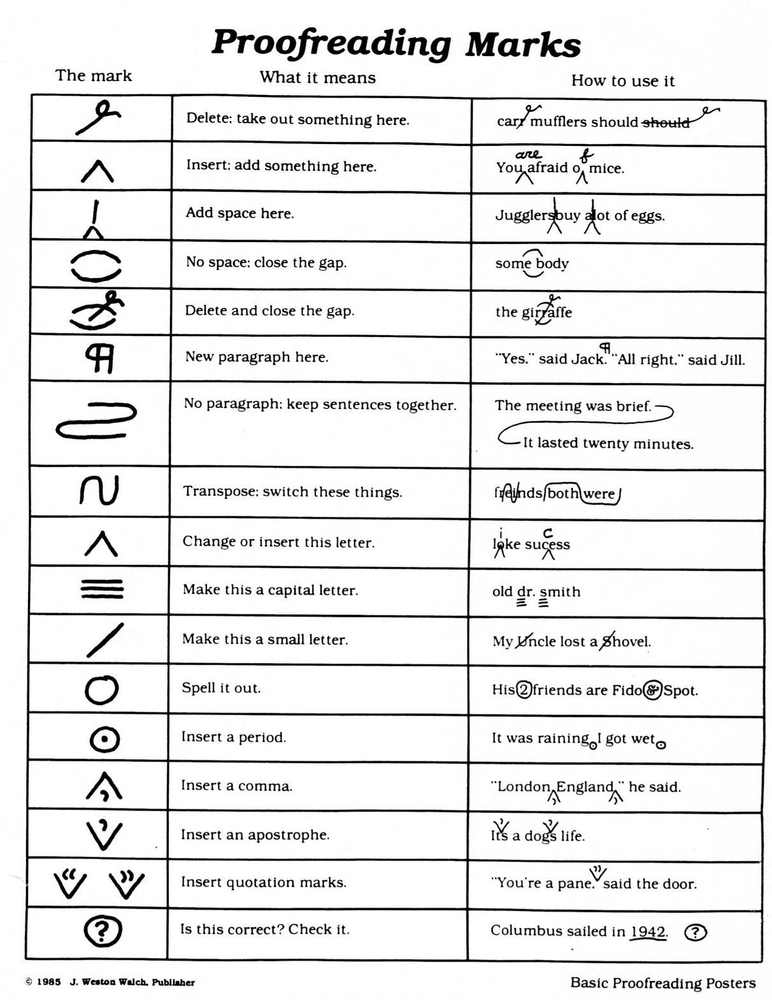 Proofreading Marks
The mark What it means How to use it
Delete: take out something here. carr mufflers should should
Insert: add something here. You are afraid o f mice.
Add space here. Jugglersbuy alot of eggs.
No space: close the gap. some body
Delete and close the gap. the girraffe
¶ New paragraph here. "Yes," said Jack. ¶ "All right," said Jill.
No paragraph: keep sentences together. The meeting was brief.
It lasted twenty minutes.
Transpose: switch these things. freinds both were
Change or insert this letter. i c
loke sucess
Make this a capital letter. old dr. smith
Make this a small letter. My Uncle lost a Shovel.
Spell it out. His 2 friends are Fido & Spot.
Insert a period. It was raining I got wet
, Insert a comma. "London, England," he said.
’ Insert an apostrophe. It’s a dog’s life.
“ ” Insert quotation marks. "You're a pane,” said the door.
? Is this correct? Check it. Columbus sailed in 1942. ?
© 1985 J. Weston Walch, Publisher Basic Proofreading Posters